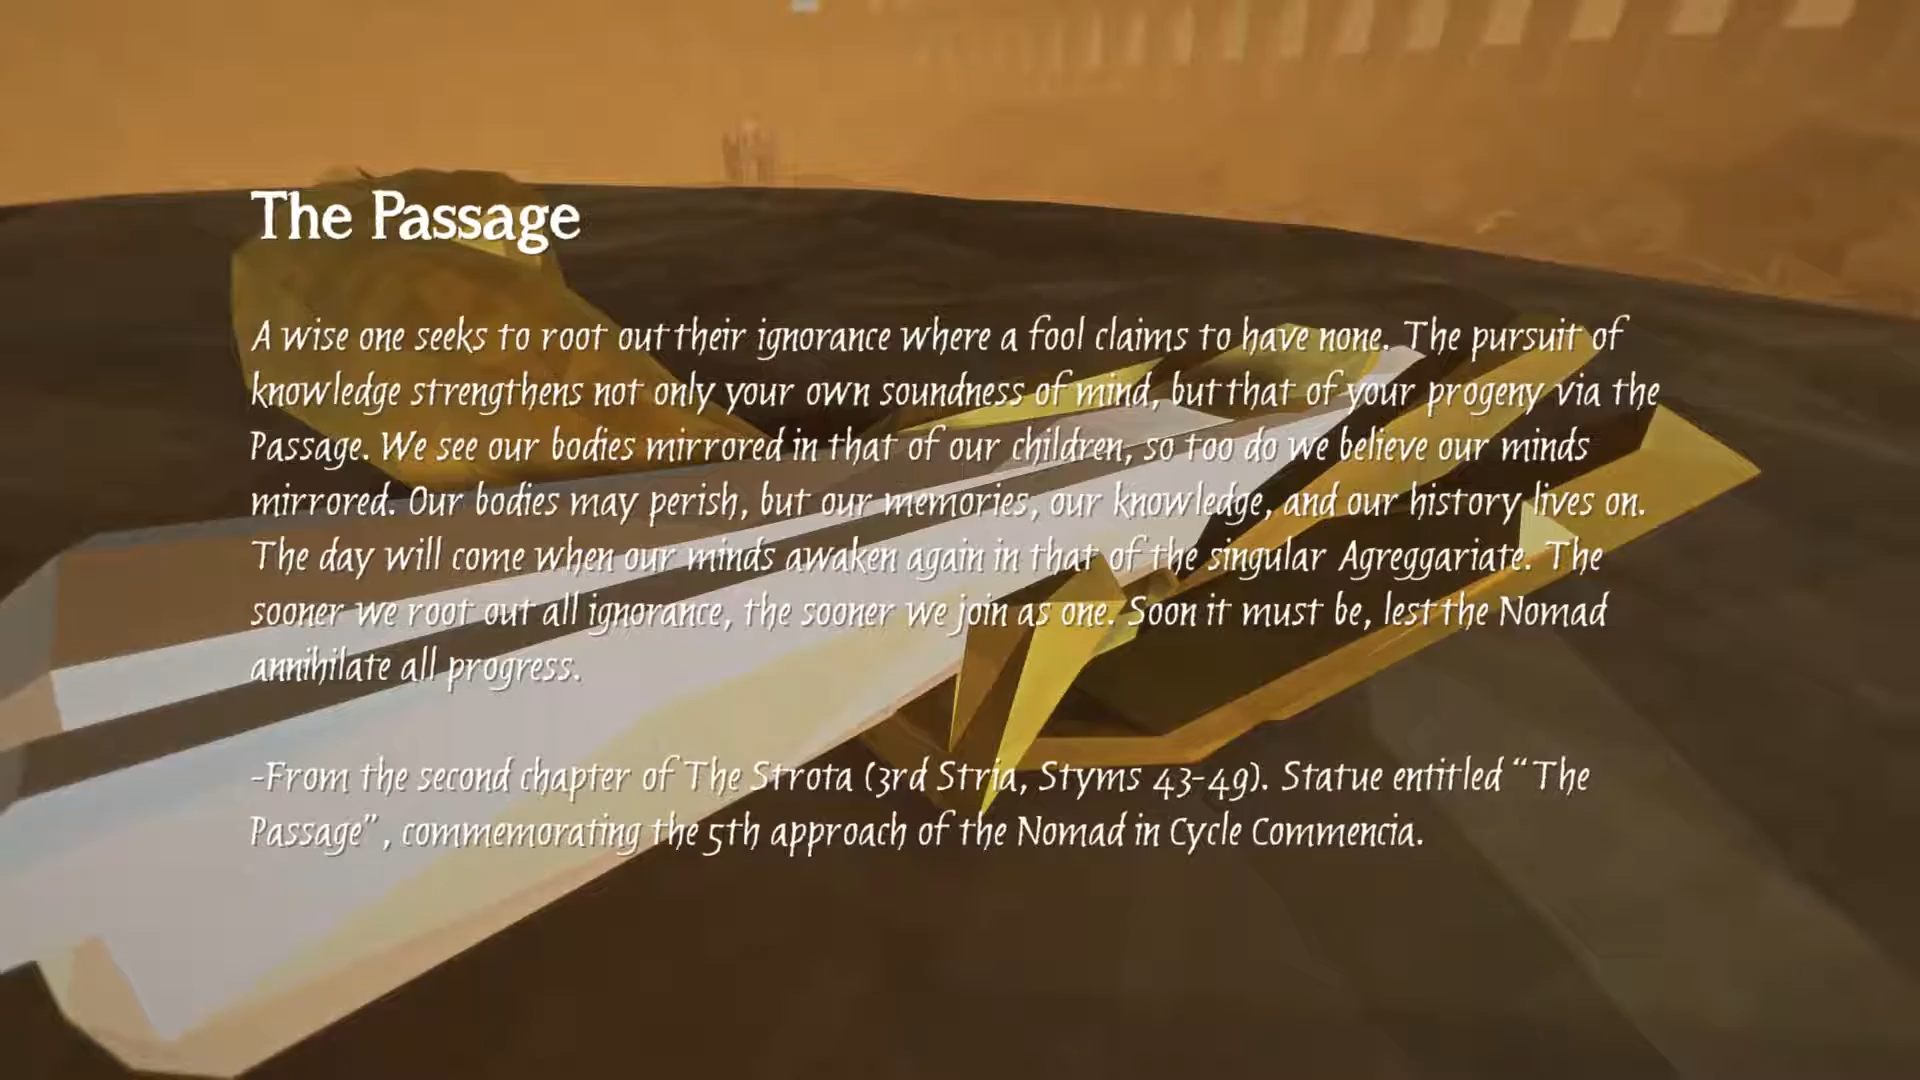 The Passage
A wise one seeks to root out their ignorance where a fool claims to have none. The pursuit of
knowledge strengthens not only your own soundness of mind, but that of your progeny via the
Passage. We see our bodies mirrored in that of our children, so too do we believe our minds
mirrored. Our bodies may perish, but our memories, our knowledge, and our history lives on.
The day will come when our minds awaken again in that of the singular Agreggariate. The
sooner we root out all ignorance, the sooner we join as one. Soon it must be, lest the Nomad
annihilate all progress.
-From the second chapter of The Strota (3rd Stria, Styms 43-49). Statue entitled “The
Passage”, commemorating the 5th approach of the Nomad in Cycle Commencia.